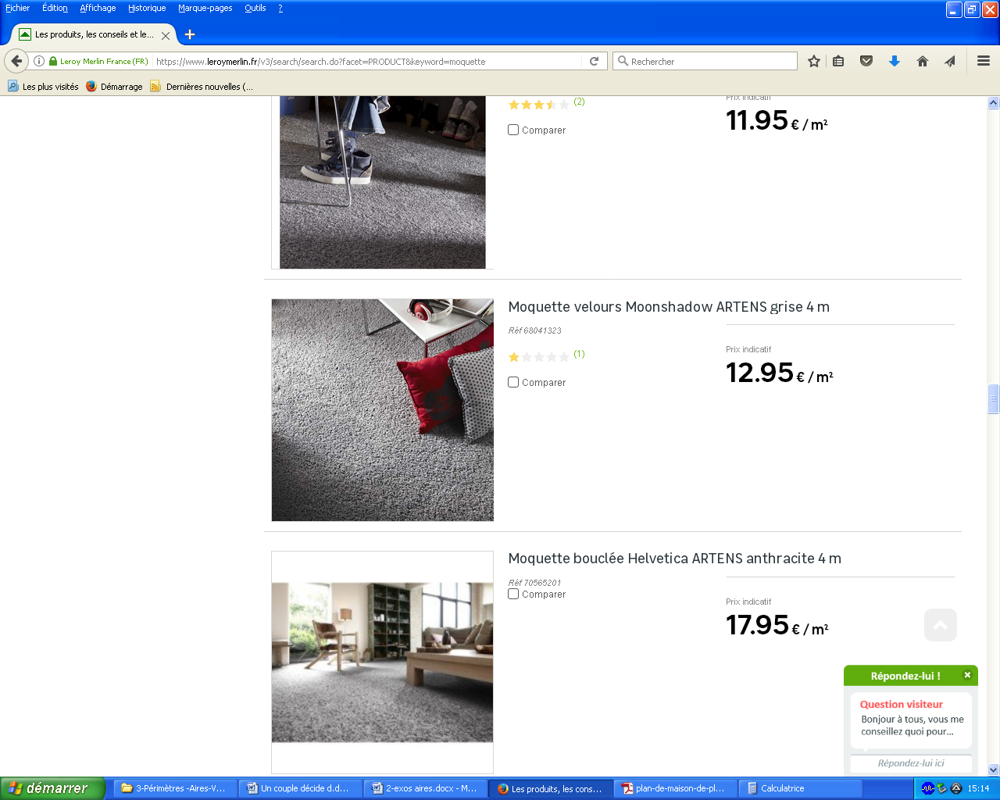 Fichier Édition Affichage Historique Marque-pages Outils ?
Les produits, les conseils et le...
Leroy Merlin France (FR) https://www.leroymerlin.fr/v3/search/search.do?facet=PRODUCT&keyword=moquette Rechercher
Les plus visités Démarrage Dernières nouvelles (...
(2)
Prix indicatif
11.95 € / m²
Comparer
Moquette velours Moonshadow ARTENS grise 4 m
Réf 68041323
(1)
Comparer
Prix indicatif
12.95 € / m²
Moquette bouclée Helvetica ARTENS anthracite 4 m
Réf 70565201
Comparer
Prix indicatif
17.95 € / m²
Répondez-lui !
Question visiteur
Bonjour à tous, vous me
conseillez quoi pour...
Répondez-lui ici
démarrer 3-Périmètres -Aires-V... Un couple décide d.d... 2-exos aires.docx - M... Les produits, les cons... plan-de-maison-de-pl... Calculatrice 15:14